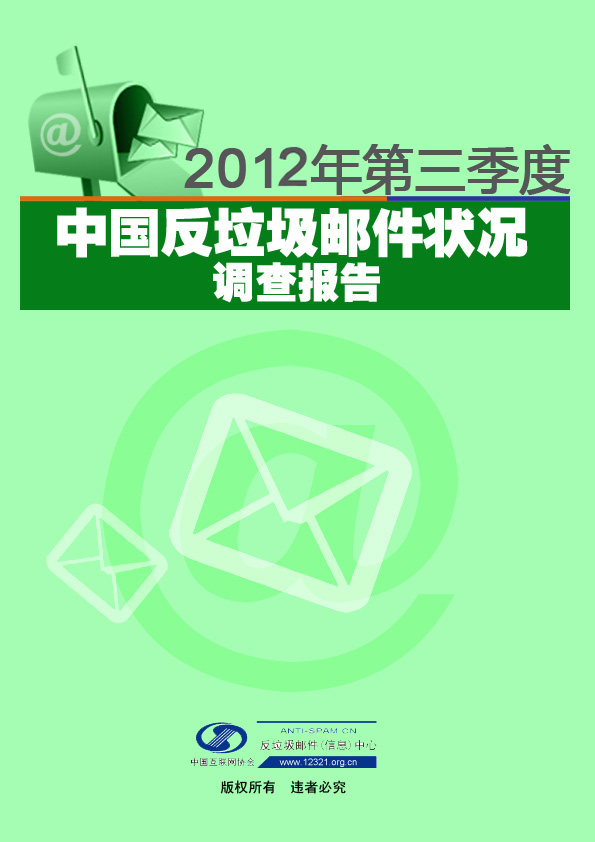 @
2012年第三季度
中国反垃圾邮件状况
调查报告
@
ANTI-SPAM.CN
反垃圾邮件(信息)中心
中国互联网协会 www.12321.org.cn
版权所有 违者必究